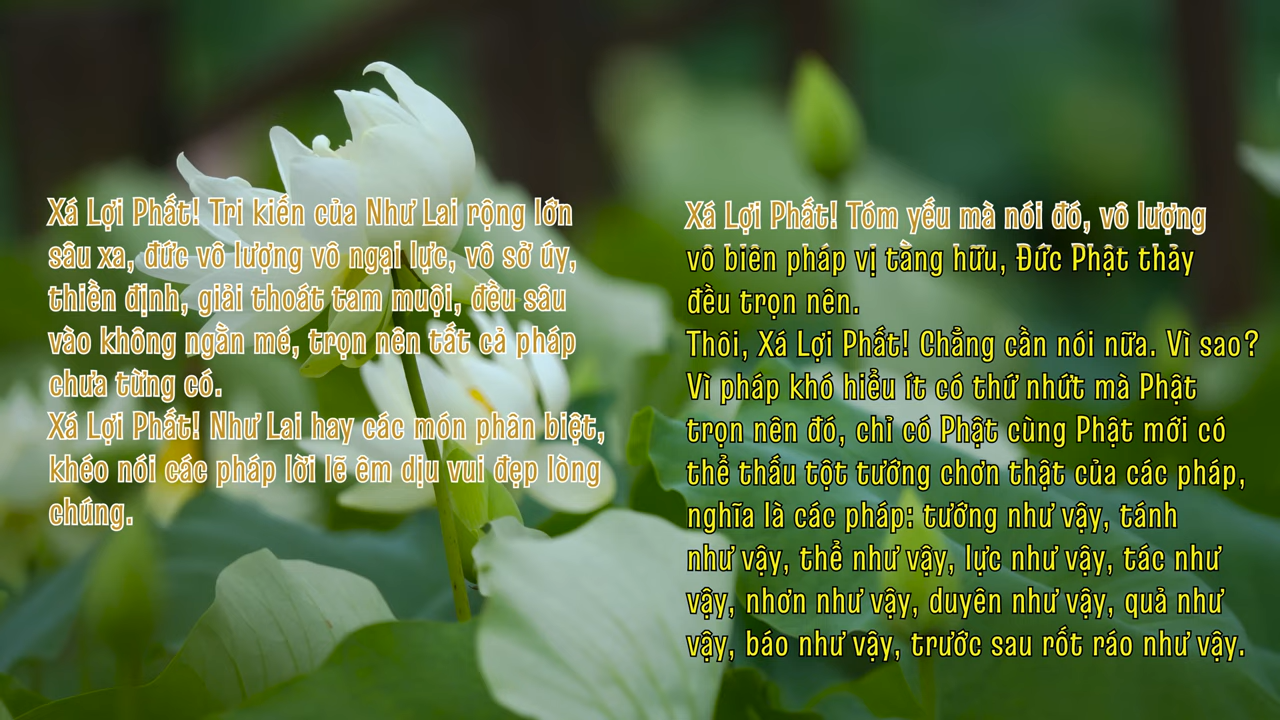 Xá Lợi Phất! Tri kiến của Như Lai rộng lớn
sâu xa, đức vô lượng vô ngại lực, vô sở úy,
thiền định, giải thoát tam muội, đều sâu
vào không ngằn mé, trọn nên tất cả pháp
chưa từng có.
Xá Lợi Phất! Như Lai hay các món phân biệt,
khéo nói các pháp lời lẽ êm dịu vui đẹp lòng
chúng.
Xá Lợi Phất! Tóm yếu mà nói đó, vô lượng
vô biên pháp vị tằng hữu, Đức Phật thảy
đều trọn nên.
Thôi, Xá Lợi Phất! Chẳng cần nói nữa. Vì sao?
Vì pháp khó hiểu ít có thứ nhứt mà Phật
trọn nên đó, chỉ có Phật cùng Phật mới có
thể thấu tột tướng chơn thật của các pháp,
nghĩa là các pháp: tướng như vậy, tánh
như vậy, thể như vậy, lực như vậy, tác như
vậy, nhơn như vậy, duyên như vậy, quả như
vậy, báo như vậy, trước sau rốt ráo như vậy.